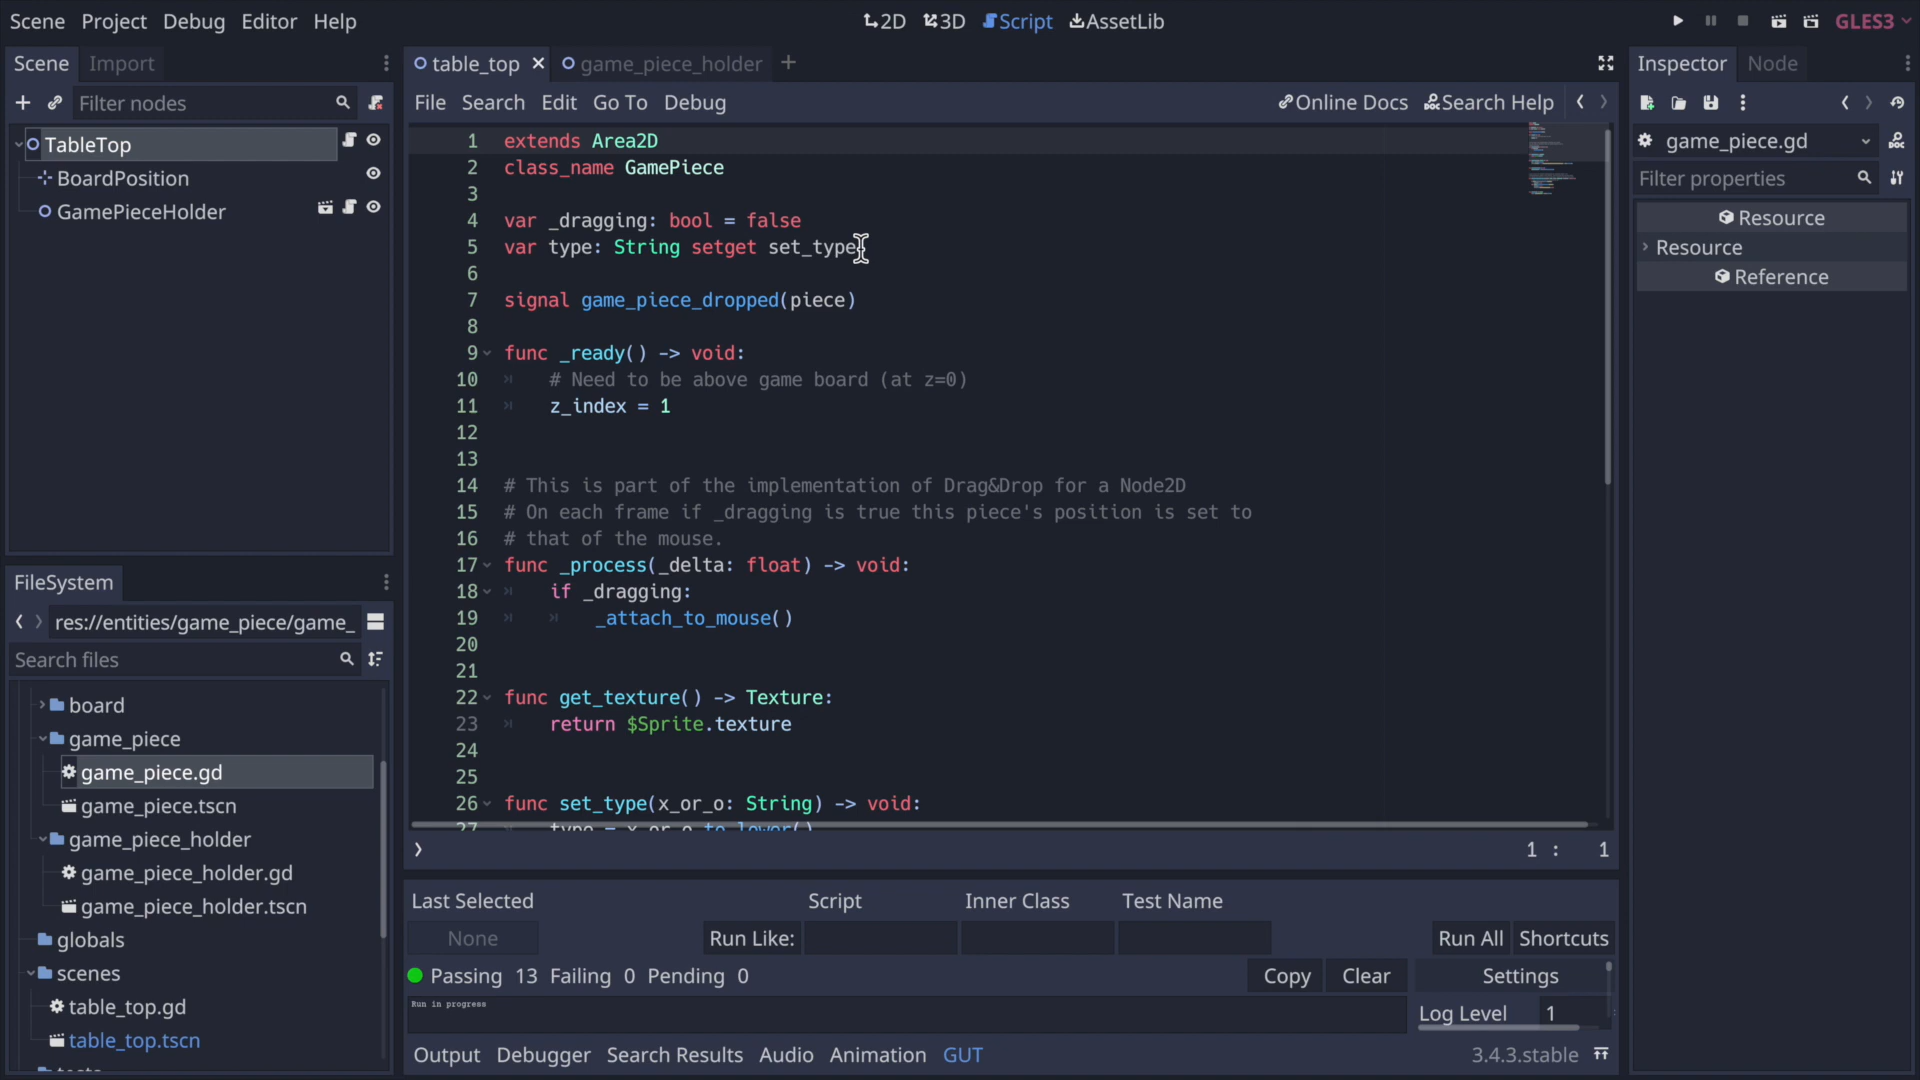 Scene Project Debug Editor Help
2D 3D Script AssetLib
GLES3
Scene Import
Filter nodes
TableTop
BoardPosition
GamePieceHolder
FileSystem
res://entities/game_piece/game_
Search files
board
game_piece
game_piece.gd
game_piece.tscn
game_piece_holder
game_piece_holder.gd
game_piece_holder.tscn
globals
scenes
table_top.gd
table_top.tscn
table_top game_piece_holder
File Search Edit Go To Debug
Online Docs Search Help
1 extends Area2D
2 class_name GamePiece
3
4 var _dragging: bool = false
5 var type: String setget set_type
6
7 signal game_piece_dropped(piece)
8
9 func _ready() -> void:
10 # Need to be above game board (at z=0)
11 z_index = 1
12
13
14 # This is part of the implementation of Drag&Drop for a Node2D
15 # On each frame if _dragging is true this piece's position is set to
16 # that of the mouse.
17 func _process(_delta: float) -> void:
18 if _dragging:
19 _attach_to_mouse()
20
21
22 func get_texture() -> Texture:
23 return $Sprite.texture
24
25
26 func set_type(x_or_o: String) -> void:
27 type = x_or_o.to_lower()
1 : 1
Last Selected Script Inner Class Test Name
None Run Like: Run All Shortcuts
Passing 13 Failing 0 Pending 0 Copy Clear Settings
Run in progress
Log Level 1
Output Debugger Search Results Audio Animation GUT 3.4.3.stable
Inspector Node
game_piece.gd
Filter properties
Resource
Resource
Reference